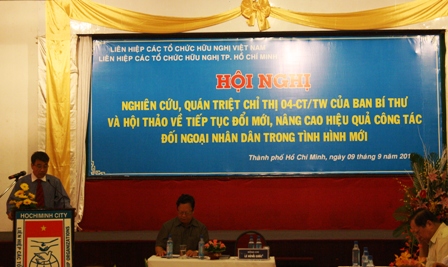 LIÊN HIỆP CÁC TỔ CHỨC HỮU NGHỊ VIỆT NAM
LIÊN HIỆP CÁC TỔ CHỨC HỮU NGHỊ TP. HỒ CHÍ MINH
HỘI NGHỊ
NGHIÊN CỨU, QUÁN TRIỆT CHỈ THỊ 04-CT/TW CỦA BAN BÍ THƯ
VÀ HỘI THẢO VỀ TIẾP TỤC ĐỔI MỚI, NÂNG CAO HIỆU QUẢ CÔNG TÁC
ĐỐI NGOẠI NHÂN DÂN TRONG TÌNH HÌNH MỚI
Thành phố Hồ Chí Minh, ngày 09 tháng 9 năm
HOCHIMINH CITY